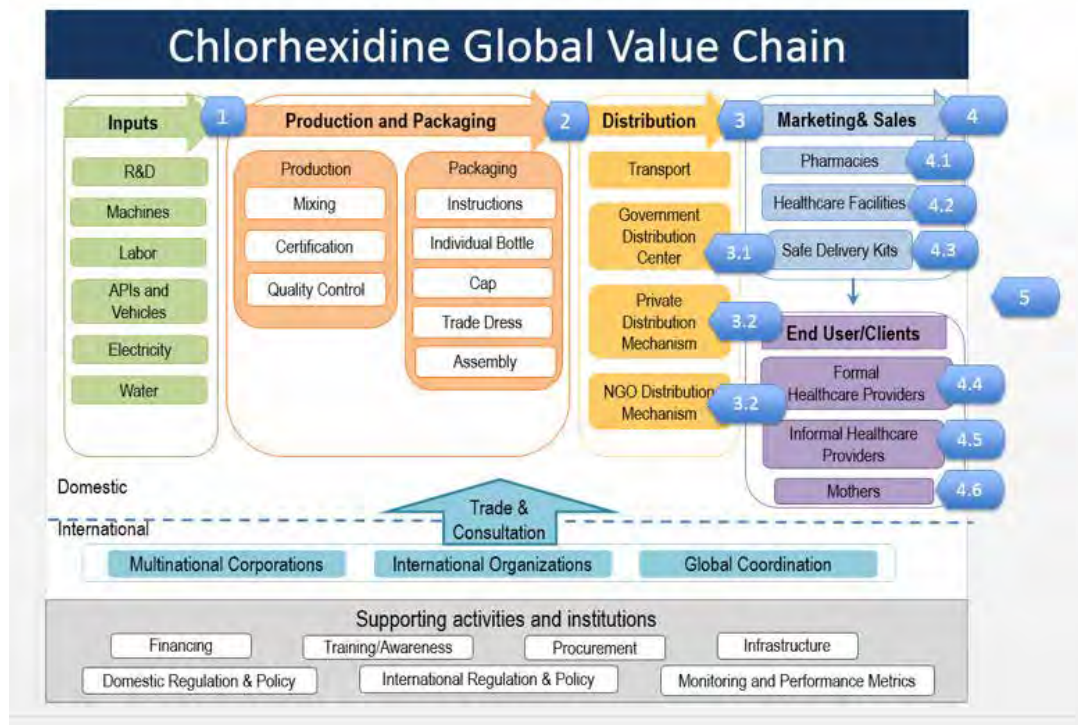 Chlorhexidine Global Value Chain
Inputs
1
Production and Packaging
2
Distribution
3
Marketing& Sales
4
R&D
Machines
Labor
APIs and
Vehicles
Electricity
Water
Production
Mixing
Certification
Quality Control
Packaging
Instructions
Individual Bottle
Cap
Trade Dress
Assembly
Transport
Government
Distribution
Center
3.1
Private
Distribution
Mechanism
3.2
NGO Distribution
Mechanism
3.2
Pharmacies
4.1
Healthcare Facilities
4.2
Safe Delivery Kits
4.3
5
End User/Clients
Formal
Healthcare Providers
4.4
Informal Healthcare
Providers
4.5
Mothers
4.6
Domestic
International
Trade &
Consultation
Multinational Corporations
International Organizations
Global Coordination
Supporting activities and institutions
Financing
Training/Awareness
Procurement
Infrastructure
Domestic Regulation & Policy
International Regulation & Policy
Monitoring and Performance Metrics